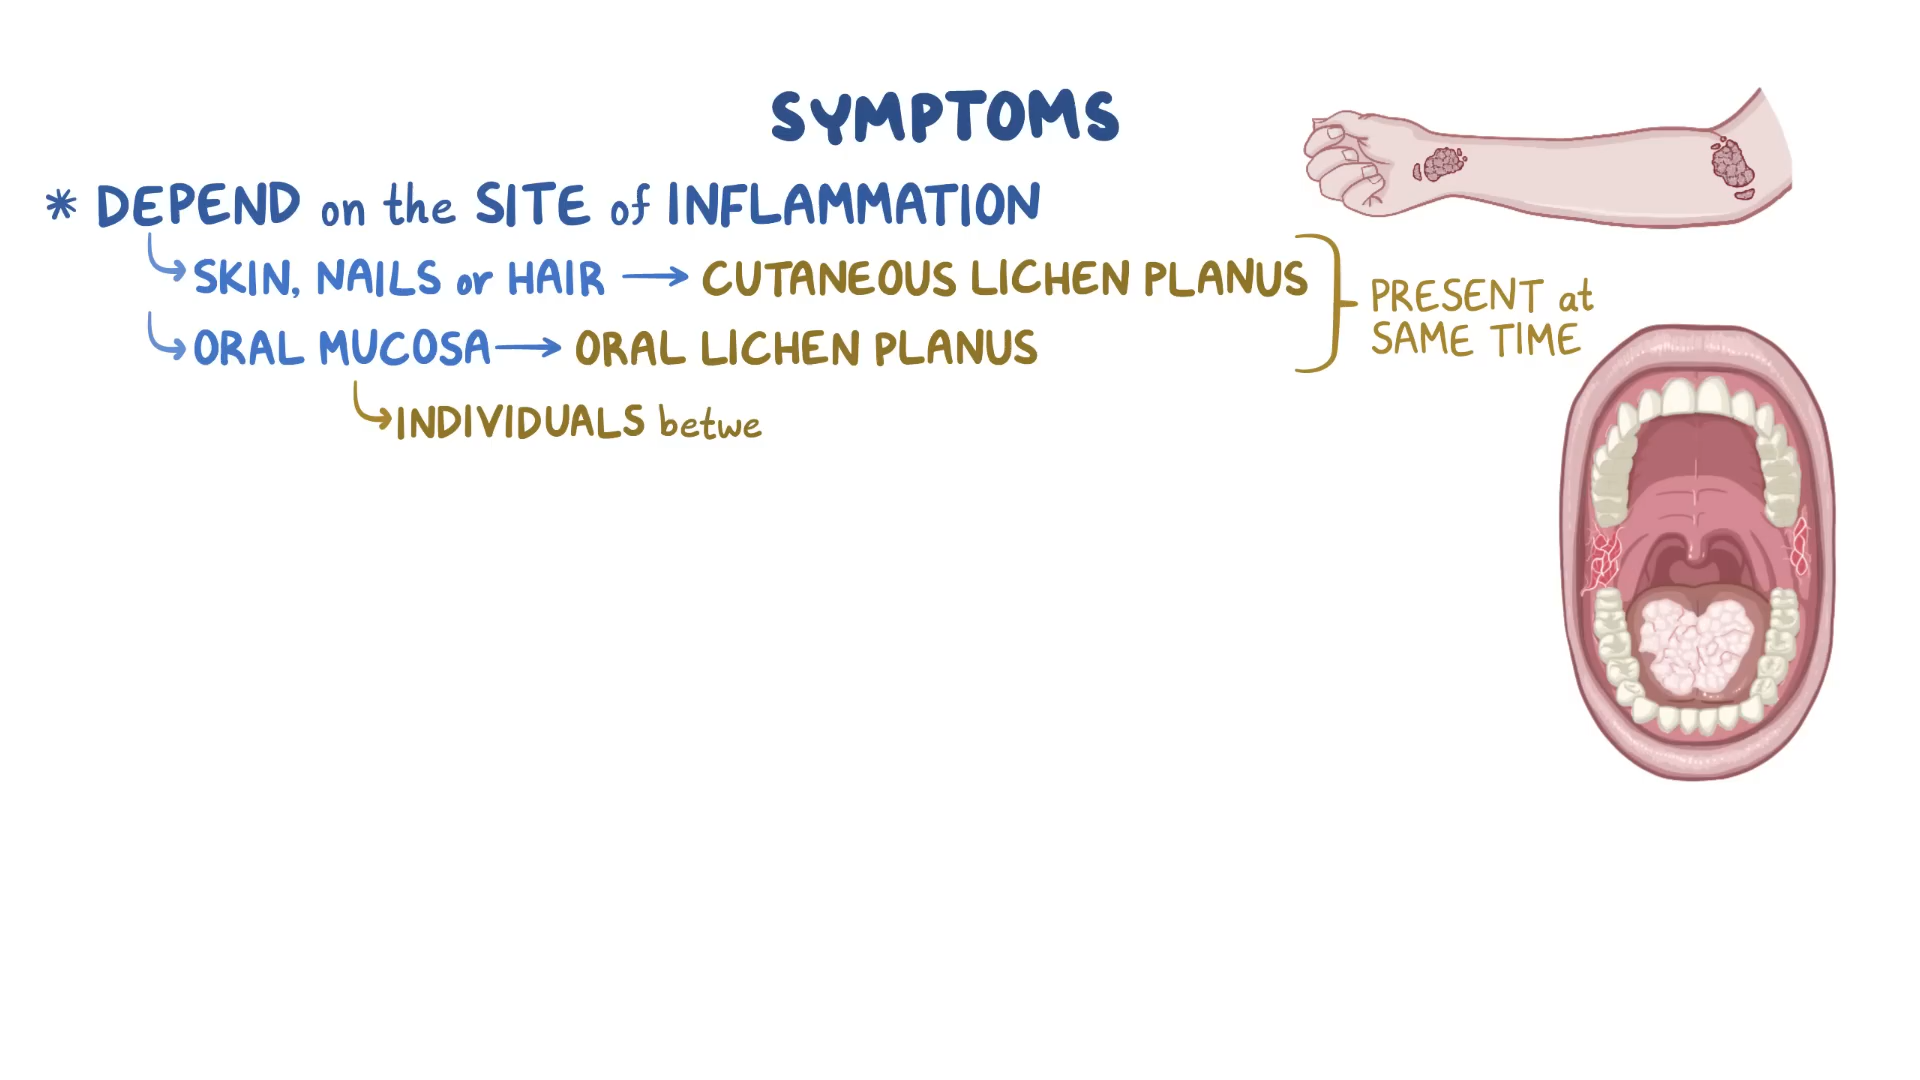 SYMPTOMS
* DEPEND on the SITE of INFLAMMATION
SKIN, NAILS or HAIR → CUTANEOUS LICHEN PLANUS
ORAL MUCOSA → ORAL LICHEN PLANUS
PRESENT at
SAME TIME
INDIVIDUALS betwe